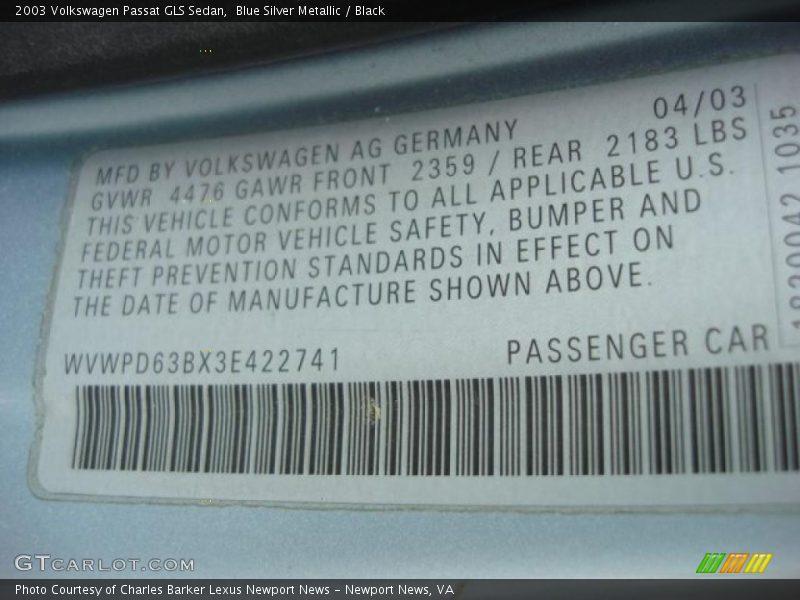 2003 Volkswagen Passat GLS Sedan,  Blue Silver Metallic / Black
04/03
MFD BY VOLKSWAGEN AG GERMANY
GVWR 4476 GAWR FRONT 2359 / REAR 2183 LBS
THIS VEHICLE CONFORMS TO ALL APPLICABLE U.S.
FEDERAL MOTOR VEHICLE SAFETY, BUMPER AND
THEFT PREVENTION STANDARDS IN EFFECT ON
THE DATE OF MANUFACTURE SHOWN ABOVE.
WVWPD63BX3E422741 PASSENGER CAR
1035
GTCARLOT.COM
Photo Courtesy of Charles Barker Lexus Newport News - Newport News, VA